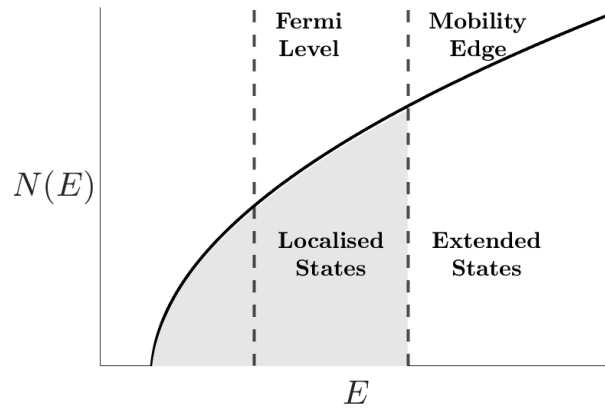 Fermi
Level
Mobility
Edge
N(E)
Localised
States
Extended
States
E